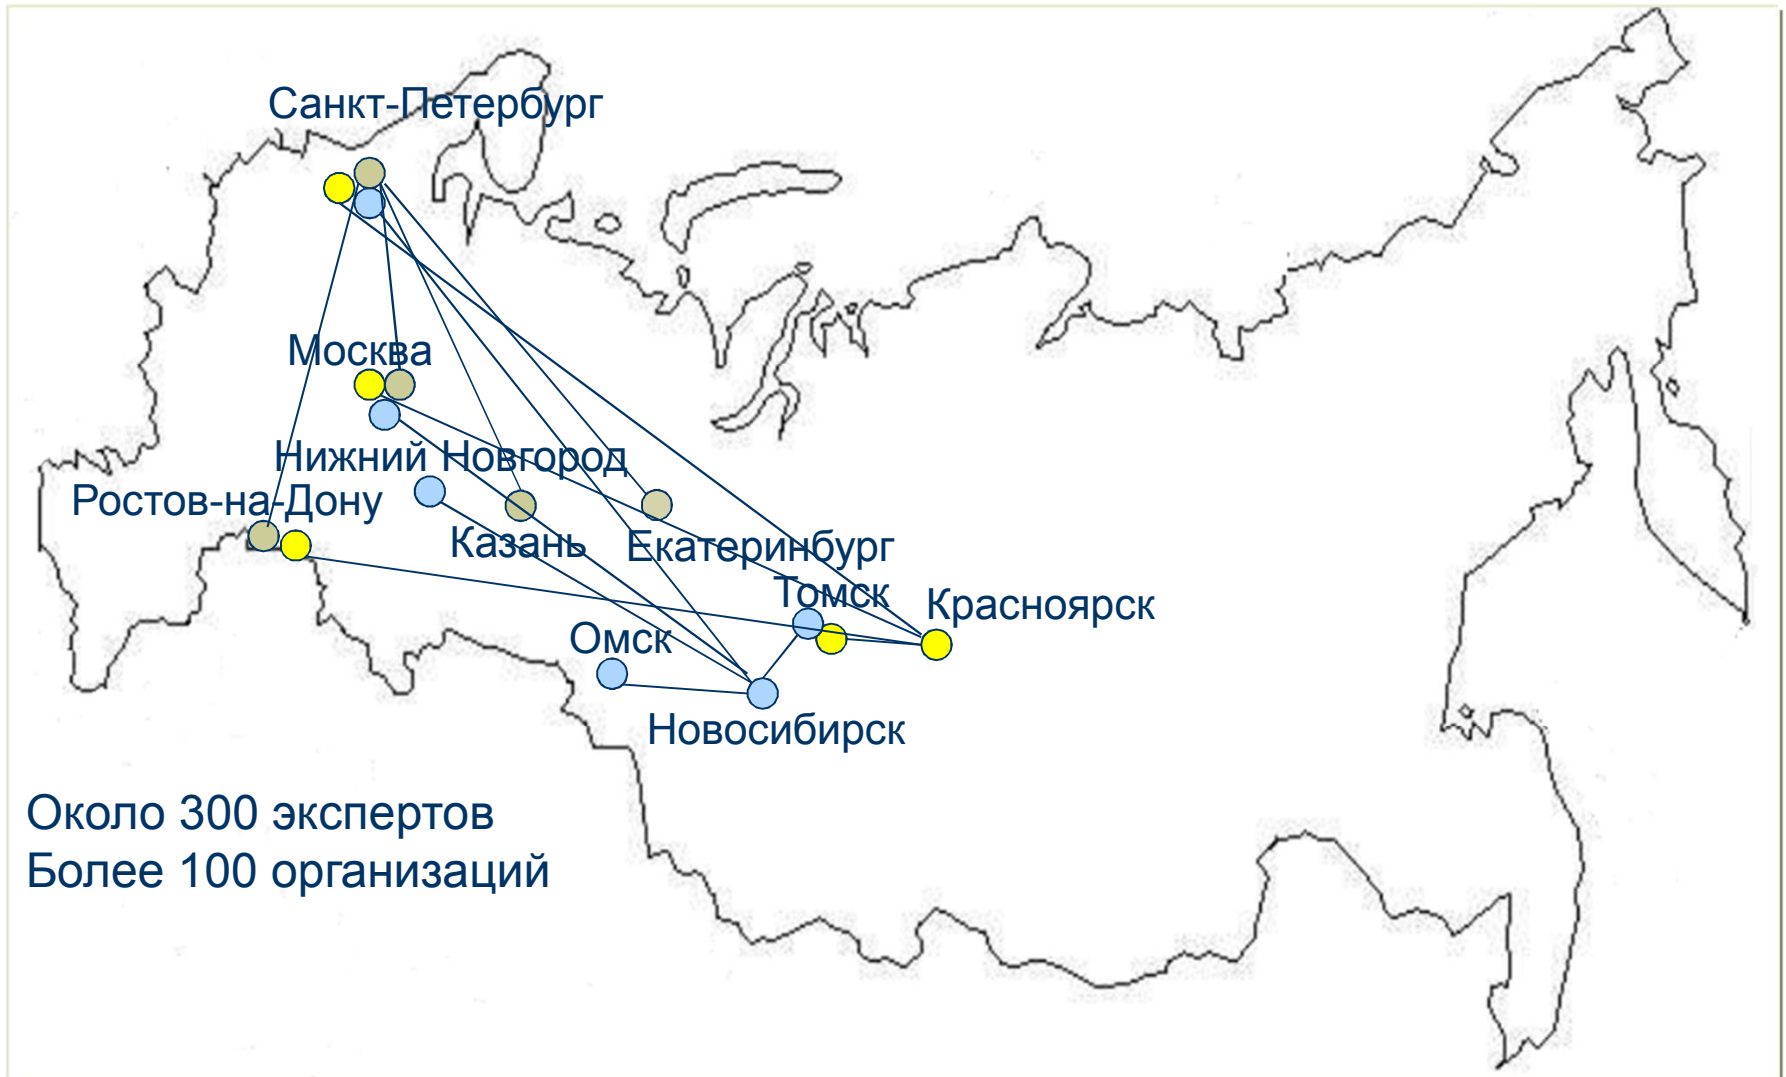 Санкт-Петербург
Москва
Нижний Новгород
Ростов-на-Дону
Казань
Екатеринбург
Томск
Красноярск
Омск
Новосибирск
Около 300 экспертов
Более 100 организаций